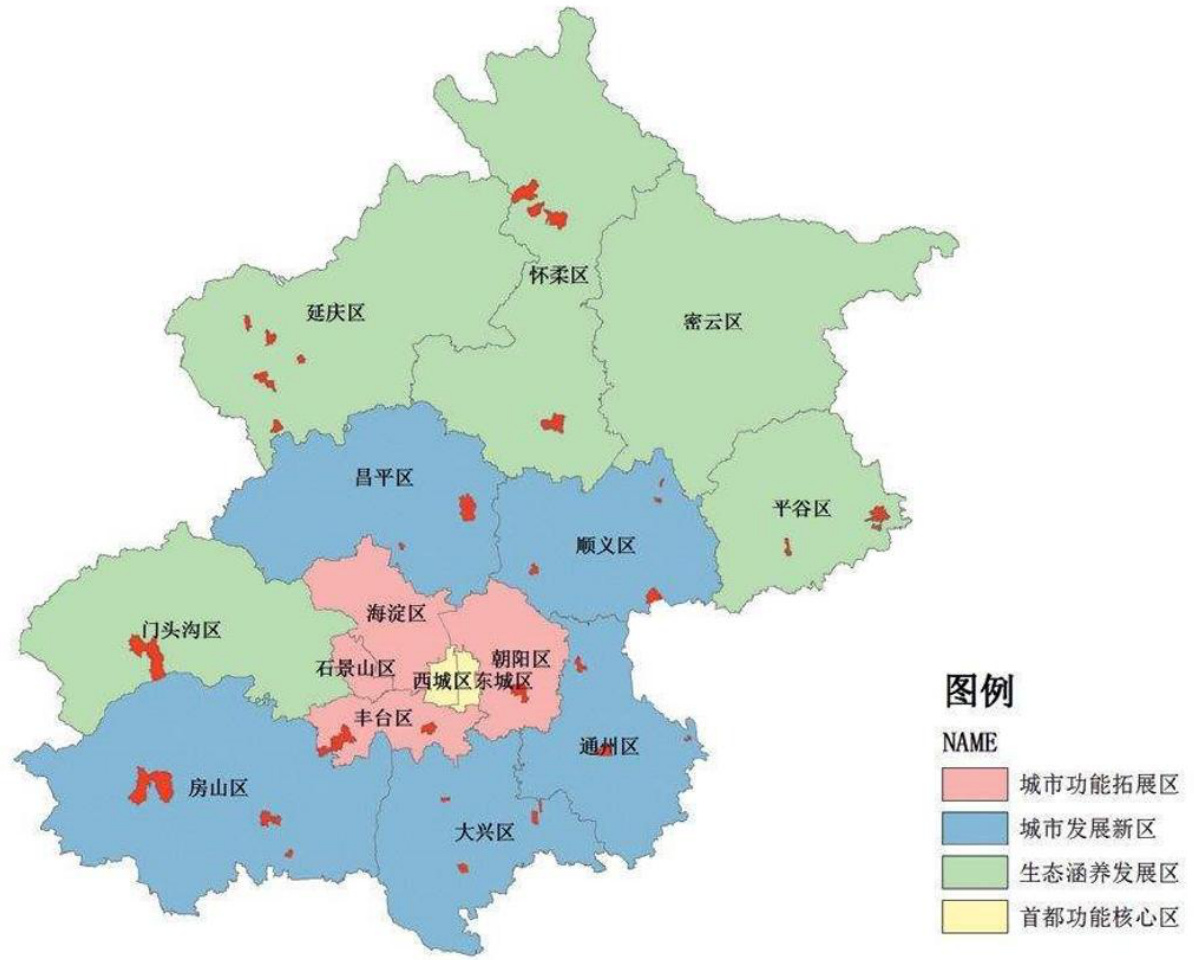 怀柔区
延庆区
密云区
昌平区
平谷区
顺义区
海淀区
门头沟区
朝阳区
石景山区
西城区
东城区
丰台区
通州区
房山区
大兴区
图例
NAME
城市功能拓展区
城市发展新区
生态涵养发展区
首都功能核心区